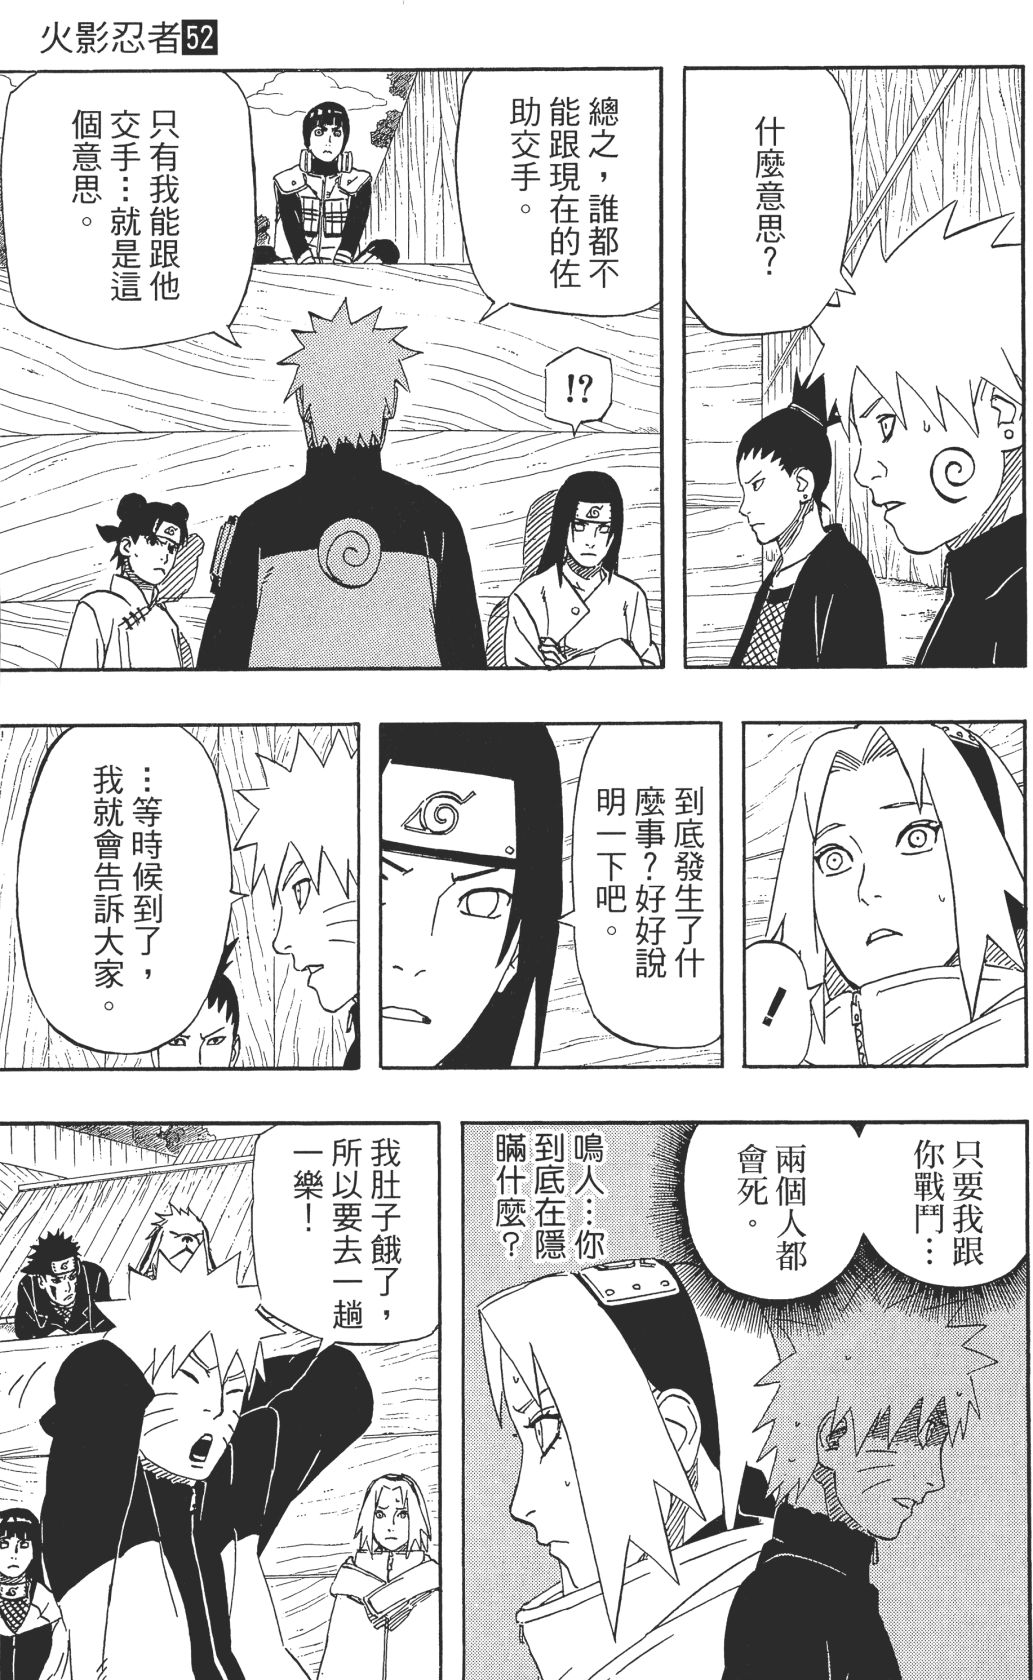 火影忍者52
什麼意思？
總之，誰都不
能跟現在的佐
助交手。
!?
只有我能跟他
交手…就是這
個意思。
！
到底發生了什
麼事？好好說
明一下吧。
…等時候到了，
我就會告訴大家。
只要我跟
你戰鬥…
兩個人都
會死。
鳴人…你
到底在隱
瞞什麼？
我肚子餓了，
所以要去一趟
一樂！